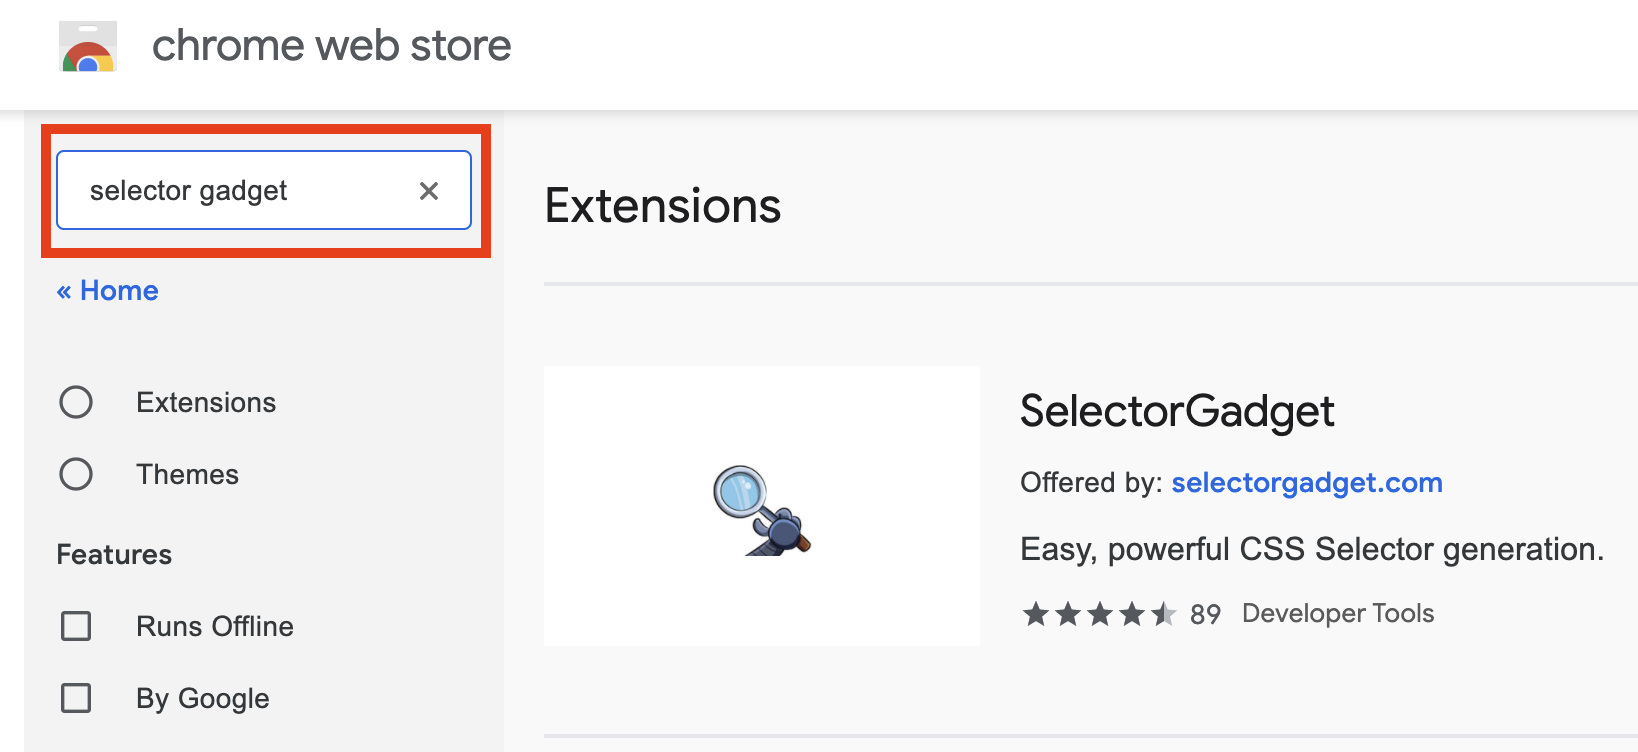 chrome web store
selector gadget
« Home
Extensions
Themes
Features
Runs Offline
By Google
Extensions
SelectorGadget
Offered by: selectorgadget.com
Easy, powerful CSS Selector generation.
89 Developer Tools